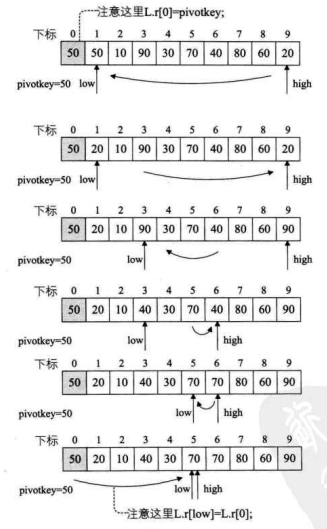 注意这里L.r[0]=pivotkey;
下标 0 1 2 3 4 5 6 7 8 9
50 50 10 90 30 70 40 80 60 20
pivotkey=50 low high
下标 0 1 2 3 4 5 6 7 8 9
50 20 10 90 30 70 40 80 60 20
pivotkey=50 low high
下标 0 1 2 3 4 5 6 7 8 9
50 20 10 90 30 70 40 80 60 90
pivotkey=50 low high
下标 0 1 2 3 4 5 6 7 8 9
50 20 10 40 30 70 40 80 60 90
pivotkey=50 low high
下标 0 1 2 3 4 5 6 7 8 9
50 20 10 40 30 70 70 80 60 90
pivotkey=50 low high
下标 0 1 2 3 4 5 6 7 8 9
50 20 10 40 30 50 70 80 60 90
pivotkey=50 low high
注意这里L.r[low]=L.r[0];